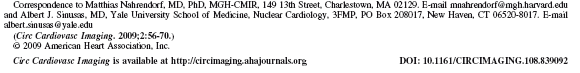 Correspondence to Matthias Nahrendorf, MD, PhD, MGH-CMIR, 149 13th Street, Charlestown, MA 02129. E-mail mnahrendorf@mgh.harvard.edu
and Albert J. Sinusas, MD, Yale University School of Medicine, Nuclear Cardiology, 3FMP, PO Box 208017, New Haven, CT 06520-8017. E-mail
albert.sinusas@yale.edu
(Circ Cardiovasc Imaging. 2009;2:56-70.)
© 2009 American Heart Association, Inc.
Circ Cardiovasc Imaging is available at http://circimaging.ahajournals.org DOI: 10.1161/CIRCIMAGING.108.839092